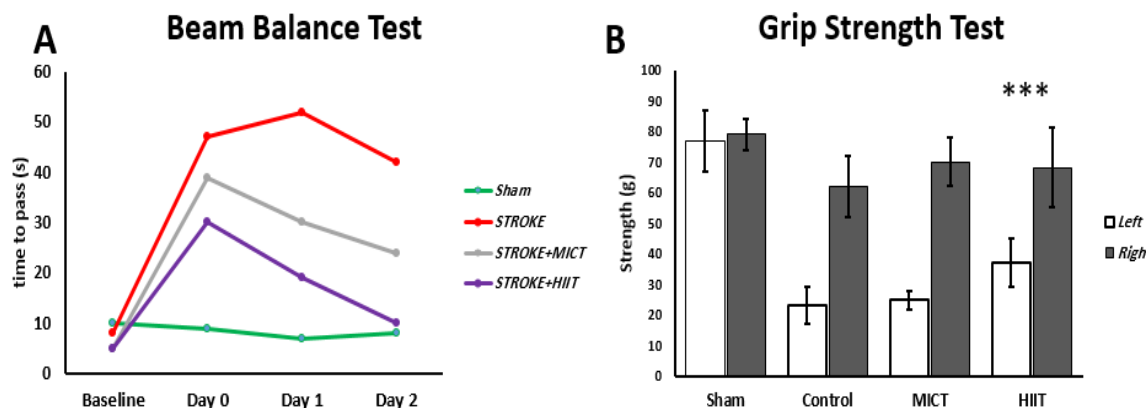 A
Beam Balance Test
60
50
40
30
20
10
0
time to pass (s)
Baseline Day 0 Day 1 Day 2
Sham
STROKE
STROKE+MICT
STROKE+HIIT
B
Grip Strength Test
100
90
80
70
60
50
40
30
20
10
0
Strength (g)
***
Sham Control MICT HIIT
Left
Righ